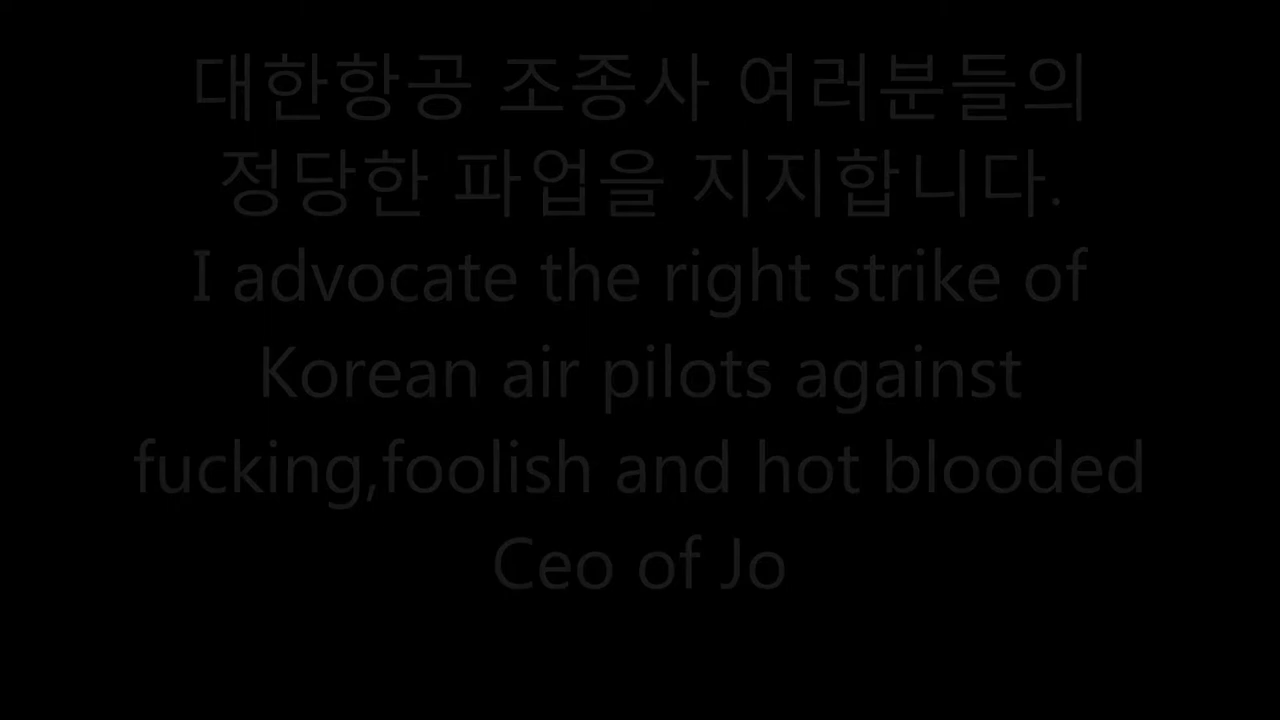 대한항공 조종사 여러분들의
정당한 파업을 지지합니다.
I advocate the right strike of
Korean air pilots against
fucking,foolish and hot blooded
Ceo of Jo